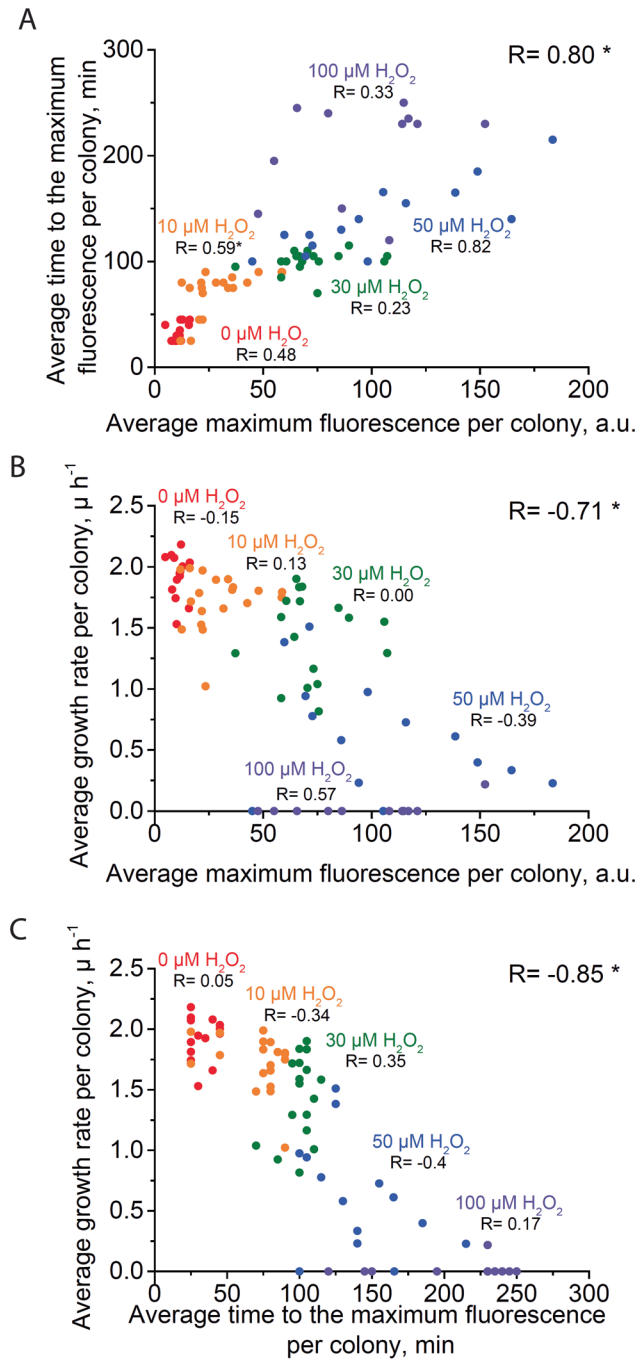 A
Average time to the maximum
fluorescence per colony, min
300
200
100
0
0
50
100
150
200
Average maximum fluorescence per colony, a.u.
R= 0.80 *
100 µM H₂O₂
R= 0.33
10 µM H₂O₂
R= 0.59*
50 µM H₂O₂
R= 0.82
30 µM H₂O₂
R= 0.23
0 µM H₂O₂
R= 0.48
B
Average growth rate per colony, µ h⁻¹
2.5
2.0
1.5
1.0
0.5
0.0
0
50
100
150
200
Average maximum fluorescence per colony, a.u.
R= -0.71 *
0 µM H₂O₂
R= -0.15
10 µM H₂O₂
R= 0.13
30 µM H₂O₂
R= 0.00
50 µM H₂O₂
R= -0.39
100 µM H₂O₂
R= 0.57
C
Average growth rate per colony, µ h⁻¹
2.5
2.0
1.5
1.0
0.5
0.0
0
50
100
150
200
250
300
Average time to the maximum fluorescence
per colony, min
R= -0.85 *
0 µM H₂O₂
R= 0.05
10 µM H₂O₂
R= -0.34
30 µM H₂O₂
R= 0.35
50 µM H₂O₂
R= -0.4
100 µM H₂O₂
R= 0.17